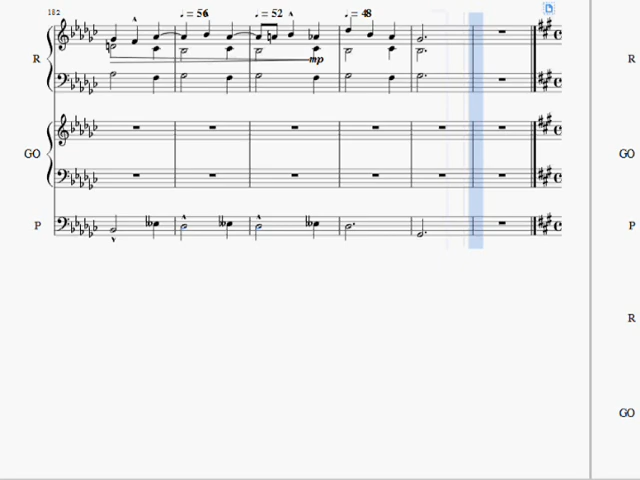 182
. = 56
. = 52
. = 48
R
mp
GO
P
R
GO
P
R
GO